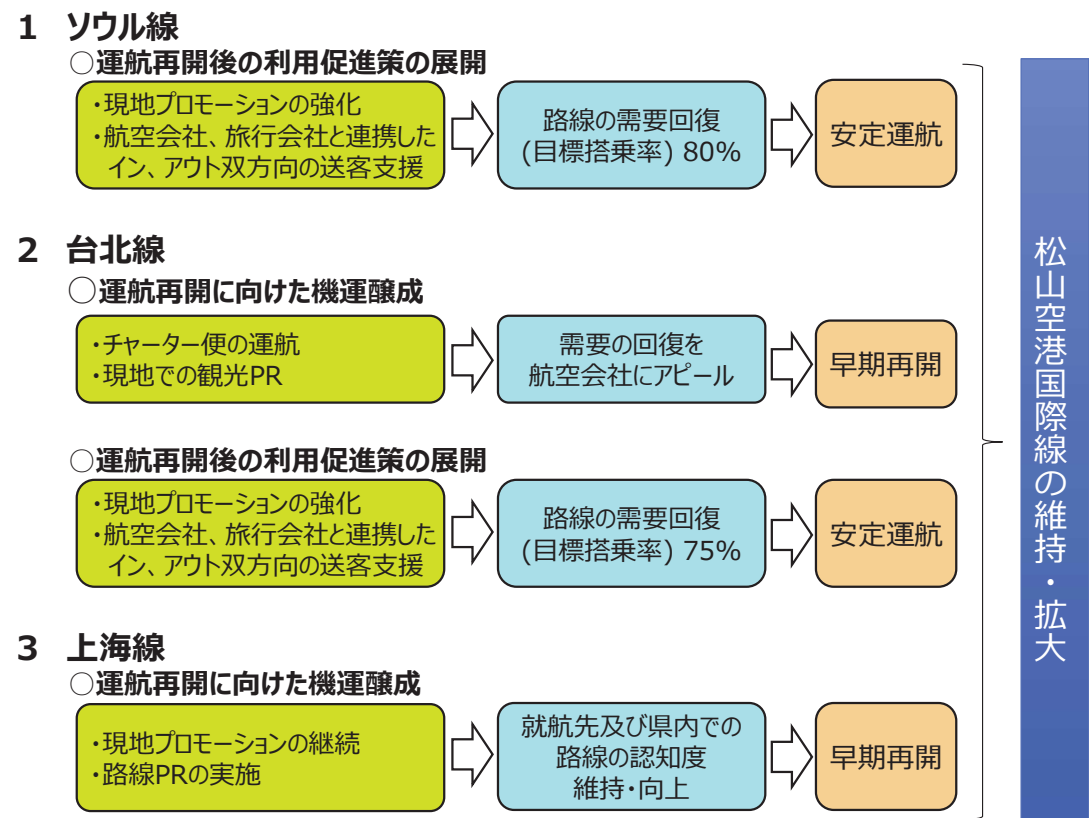 1 ソウル線
○運航再開後の利用促進策の展開
・現地プロモーションの強化
・航空会社、旅行会社と連携した
イン、アウト双方向の送客支援
路線の需要回復
(目標搭乗率) 80%
安定運航
2 台北線
○運航再開に向けた機運醸成
・チャーター便の運航
・現地での観光PR
需要の回復を
航空会社にアピール
早期再開
○運航再開後の利用促進策の展開
・現地プロモーションの強化
・航空会社、旅行会社と連携した
イン、アウト双方向の送客支援
路線の需要回復
(目標搭乗率) 75%
安定運航
3 上海線
○運航再開に向けた機運醸成
・現地プロモーションの継続
・路線PRの実施
就航先及び県内での
路線の認知度
維持・向上
早期再開
松山空港国際線の維持・拡大